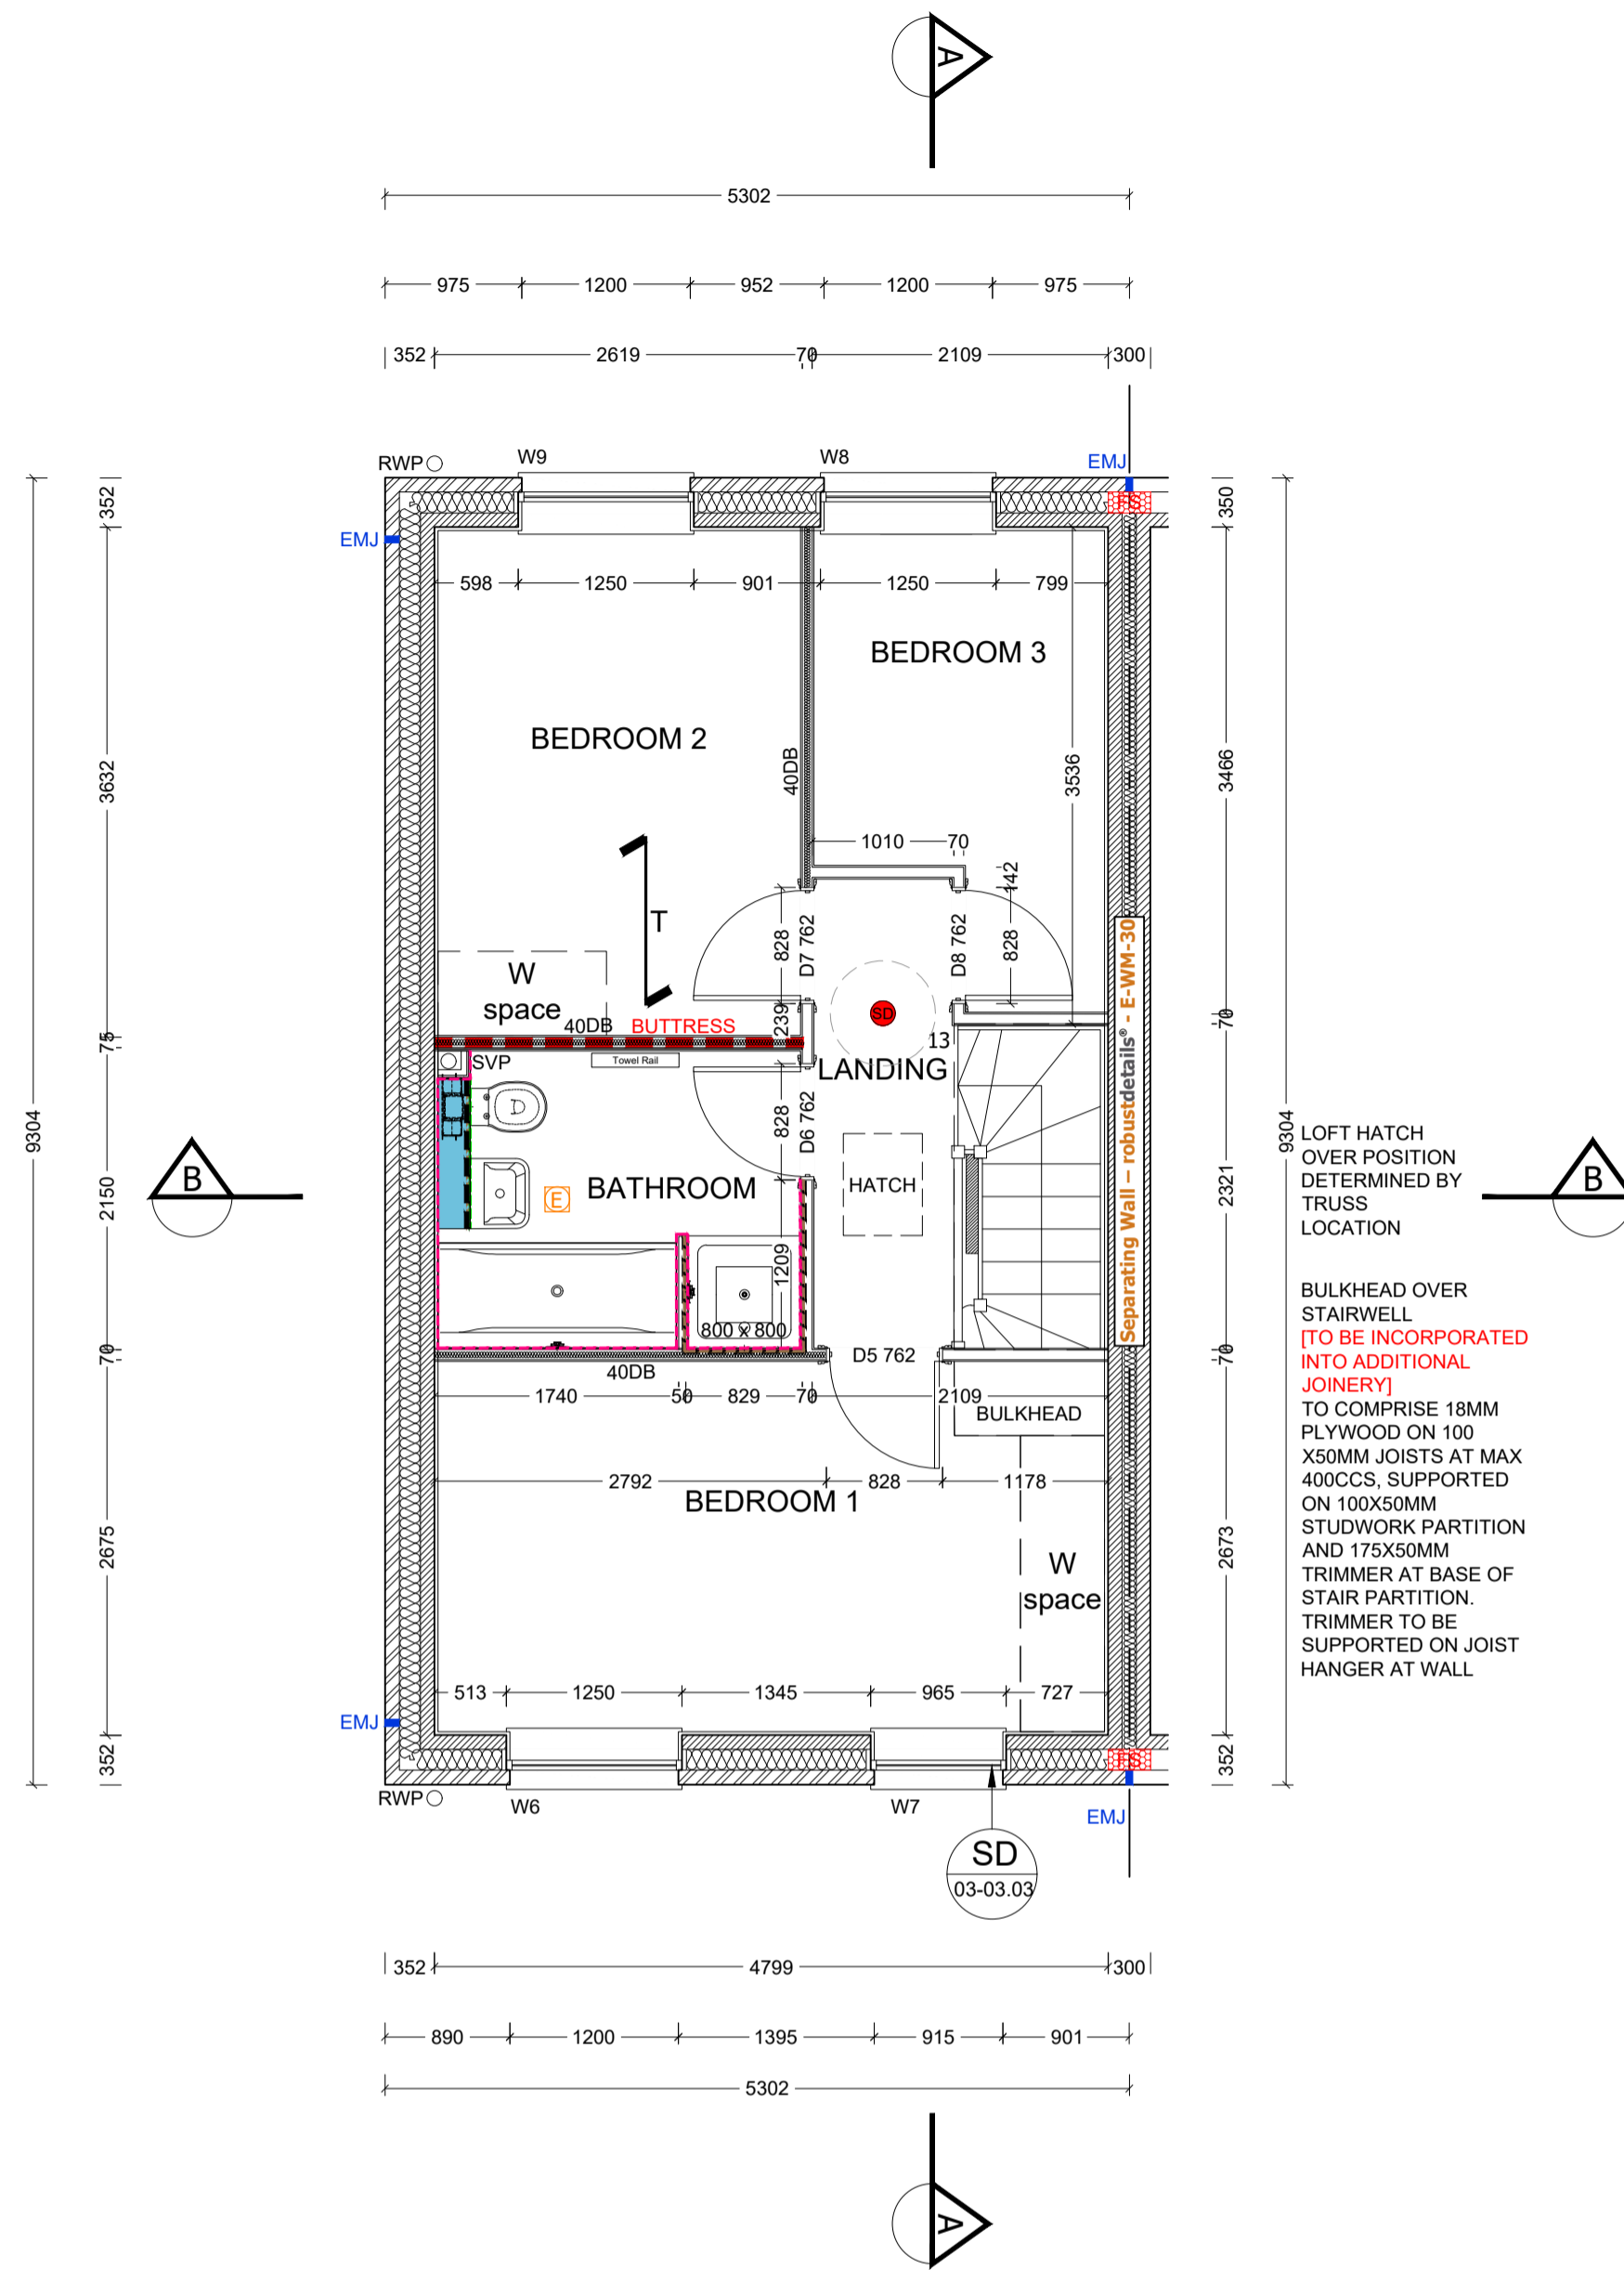 A
5302
975 1200 952 1200 975
352 2619 70 2109 300
RWP
W9
W8
EMJ
352
350
FS
EMJ
598 1250 901 1250 799
BEDROOM 3
BEDROOM 2
40DB
3632
3536
3466
1010 70
142
T
828
D7 762
D8 762
828
W
space
SD
239
40DB
BUTTRESS
13
75
70
SVP
Towel Rail
LANDING
Separating Wall – robustdetails® - E-WM-30
9304
9304
828
D6 762
B
2150
E
BATHROOM
HATCH
2321
B
LOFT HATCH
OVER POSITION
DETERMINED BY
TRUSS
LOCATION
1209
800 x 800
BULKHEAD OVER
STAIRWELL
[TO BE INCORPORATED
INTO ADDITIONAL
JOINERY]
TO COMPRISE 18MM
PLYWOOD ON 100
X50MM JOISTS AT MAX
400CCS, SUPPORTED
ON 100X50MM
STUDWORK PARTITION
AND 175X50MM
TRIMMER AT BASE OF
STAIR PARTITION.
TRIMMER TO BE
SUPPORTED ON JOIST
HANGER AT WALL
70
D5 762
70
40DB
1740 50 829 70 2109
BULKHEAD
2792 828 1178
BEDROOM 1
2675
2673
W
space
513 1250 1345 965 727
EMJ
352
352
FS
RWP
W6
W7
EMJ
SD
03-03.03
352 4799 300
890 1200 1395 915 901
5302
A